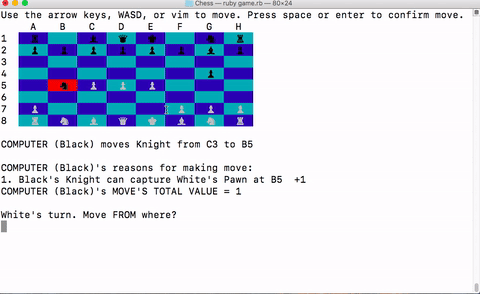 Chess — ruby game.rb — 80×24
Use the arrow keys, WASD, or vim to move. Press space or enter to confirm move.
A B C D E F G H
1
2
3
4
5
6
7
8
COMPUTER (Black) moves Knight from C3 to B5
COMPUTER (Black)'s reasons for making move:
1. Black's Knight can capture White's Pawn at B5 +1
COMPUTER (Black)'s MOVE'S TOTAL VALUE = 1
White's turn. Move FROM where?